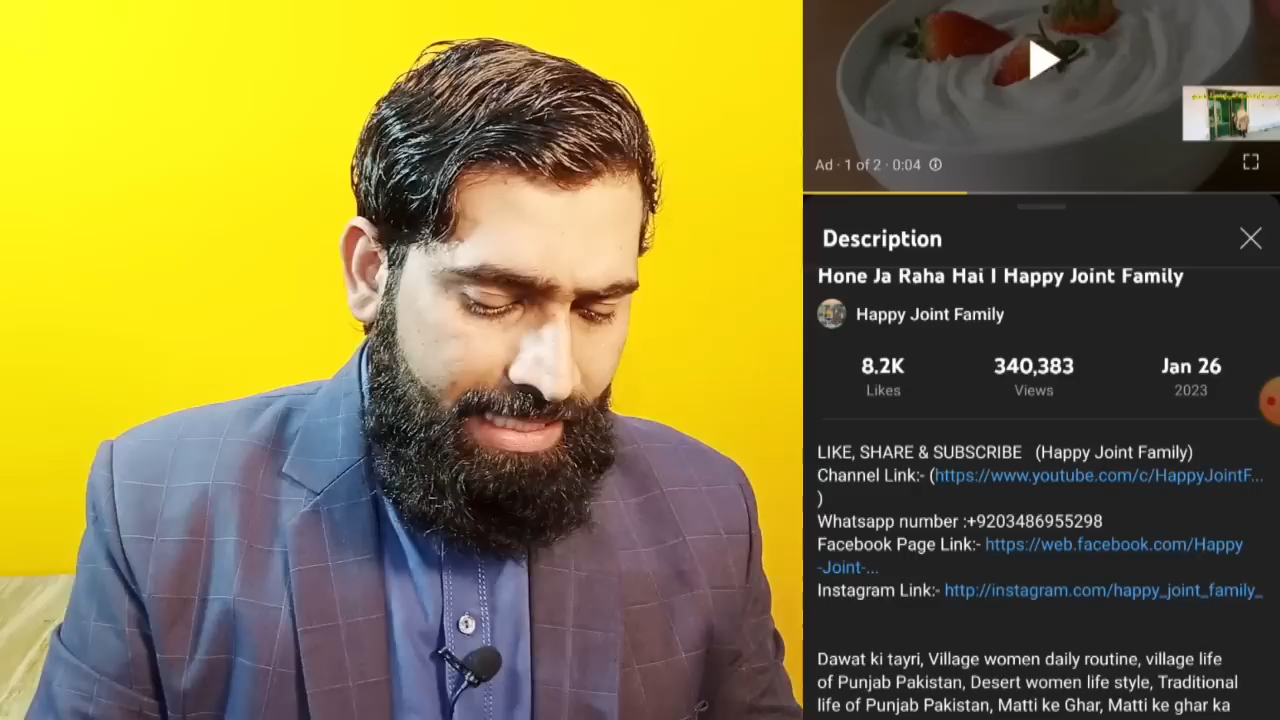 Ad · 1 of 2 · 0:04
Description
Hone Ja Raha Hai I Happy Joint Family
Happy Joint Family
8.2K 340,383 Jan 26
Likes Views 2023
LIKE, SHARE & SUBSCRIBE (Happy Joint Family)
Channel Link:- (https://www.youtube.com/c/HappyJointF...
)
Whatsapp number :+9203486955298
Facebook Page Link:- https://web.facebook.com/Happy
-Joint-...
Instagram Link:- http://instagram.com/happy_joint_family_
Dawat ki tayri, Village women daily routine, village life
of Punjab Pakistan, Desert women life style, Traditional
life of Punjab Pakistan, Matti ke Ghar, Matti ke ghar ka